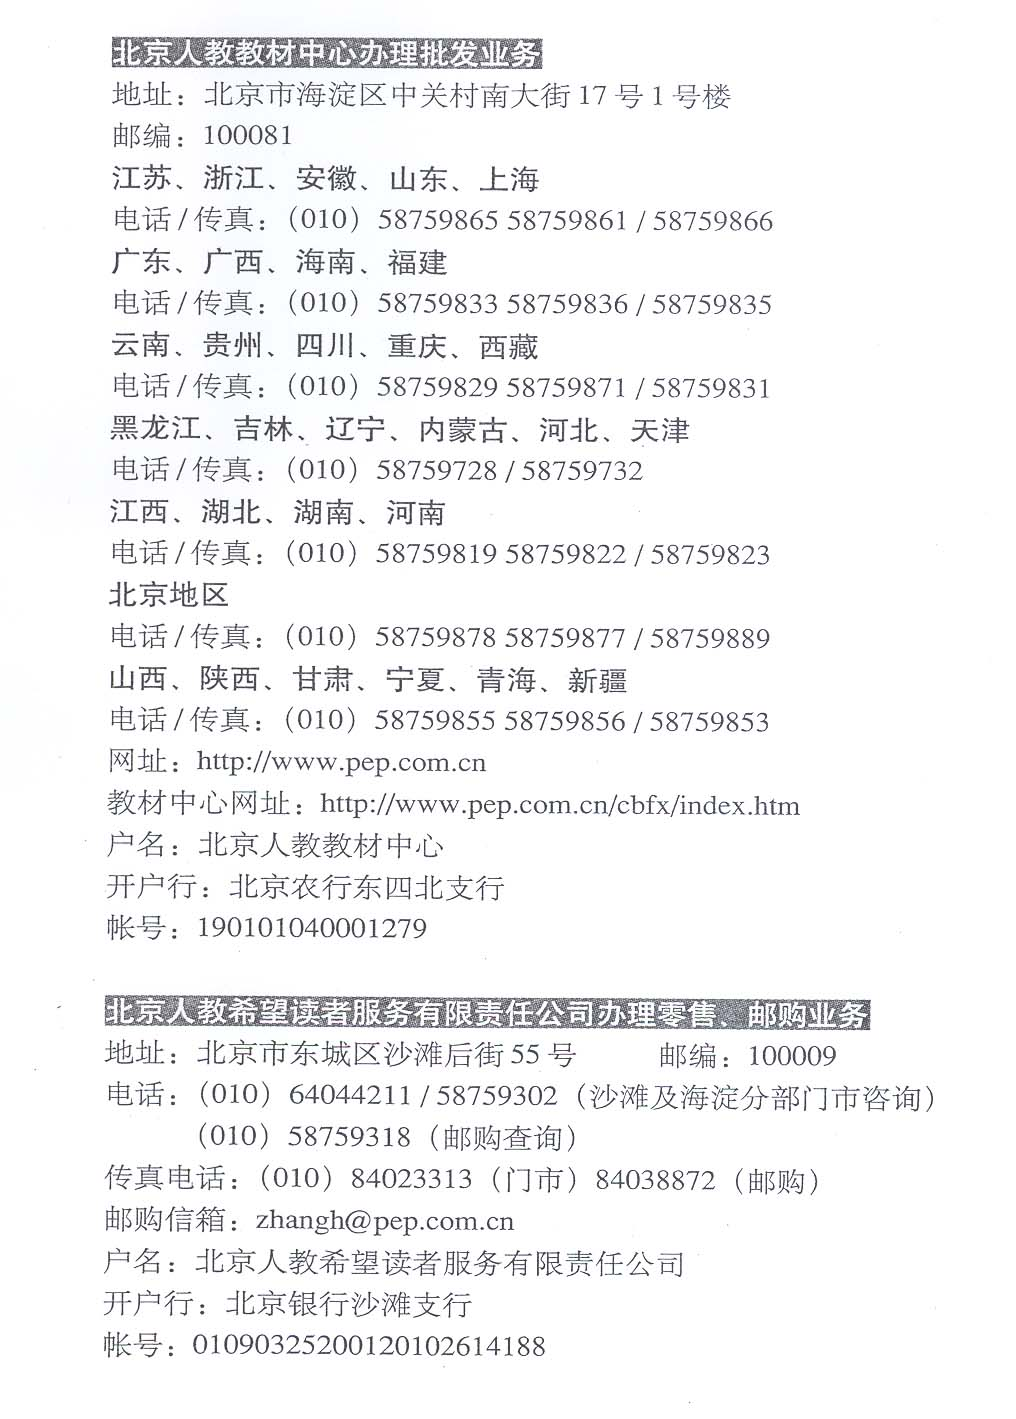 北京人教教材中心办理批发业务
地址：北京市海淀区中关村南大街 17 号 1 号楼
邮编：100081
江苏、浙江、安徽、山东、上海
电话 / 传真：（010）58759865 58759861 / 58759866
广东、广西、海南、福建
电话 / 传真：（010）58759833 58759836 / 58759835
云南、贵州、四川、重庆、西藏
电话 / 传真：（010）58759829 58759871 / 58759831
黑龙江、吉林、辽宁、内蒙古、河北、天津
电话 / 传真：（010）58759728 / 58759732
江西、湖北、湖南、河南
电话 / 传真：（010）58759819 58759822 / 58759823
北京地区
电话 / 传真：（010）58759878 58759877 / 58759889
山西、陕西、甘肃、宁夏、青海、新疆
电话 / 传真：（010）58759855 58759856 / 58759853
网址：http://www.pep.com.cn
教材中心网址：http://www.pep.com.cn/cbfx/index.htm
户名：北京人教教材中心
开户行：北京农行东四北支行
帐号：190101040001279
北京人教希望读者服务有限责任公司办理零售、邮购业务
地址：北京市东城区沙滩后街 55 号 邮编：100009
电话：（010）64044211 / 58759302（沙滩及海淀分部门市咨询）
（010）58759318（邮购查询）
传真电话：（010）84023313（门市）84038872（邮购）
邮购信箱：zhangh@pep.com.cn
户名：北京人教希望读者服务有限责任公司
开户行：北京银行沙滩支行
帐号：01090325200120102614188